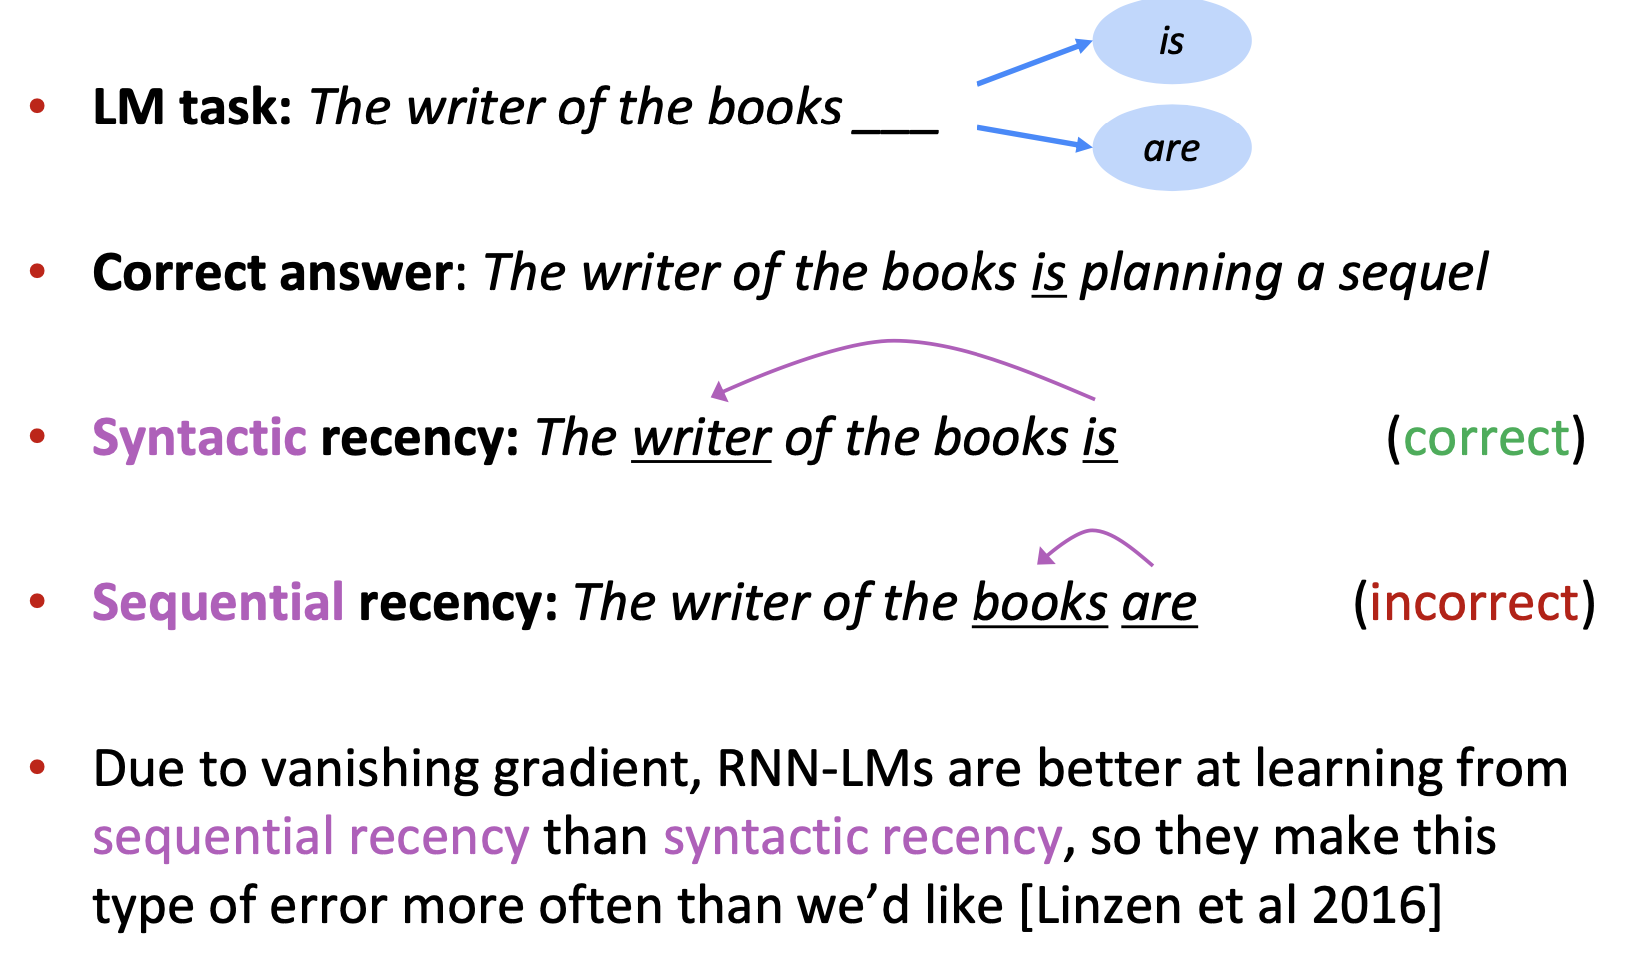 is
• LM task: The writer of the books ___
are
• Correct answer: The writer of the books is planning a sequel
• Syntactic recency: The writer of the books is (correct)
• Sequential recency: The writer of the books are (incorrect)
• Due to vanishing gradient, RNN-LMs are better at learning from
sequential recency than syntactic recency, so they make this
type of error more often than we’d like [Linzen et al 2016]